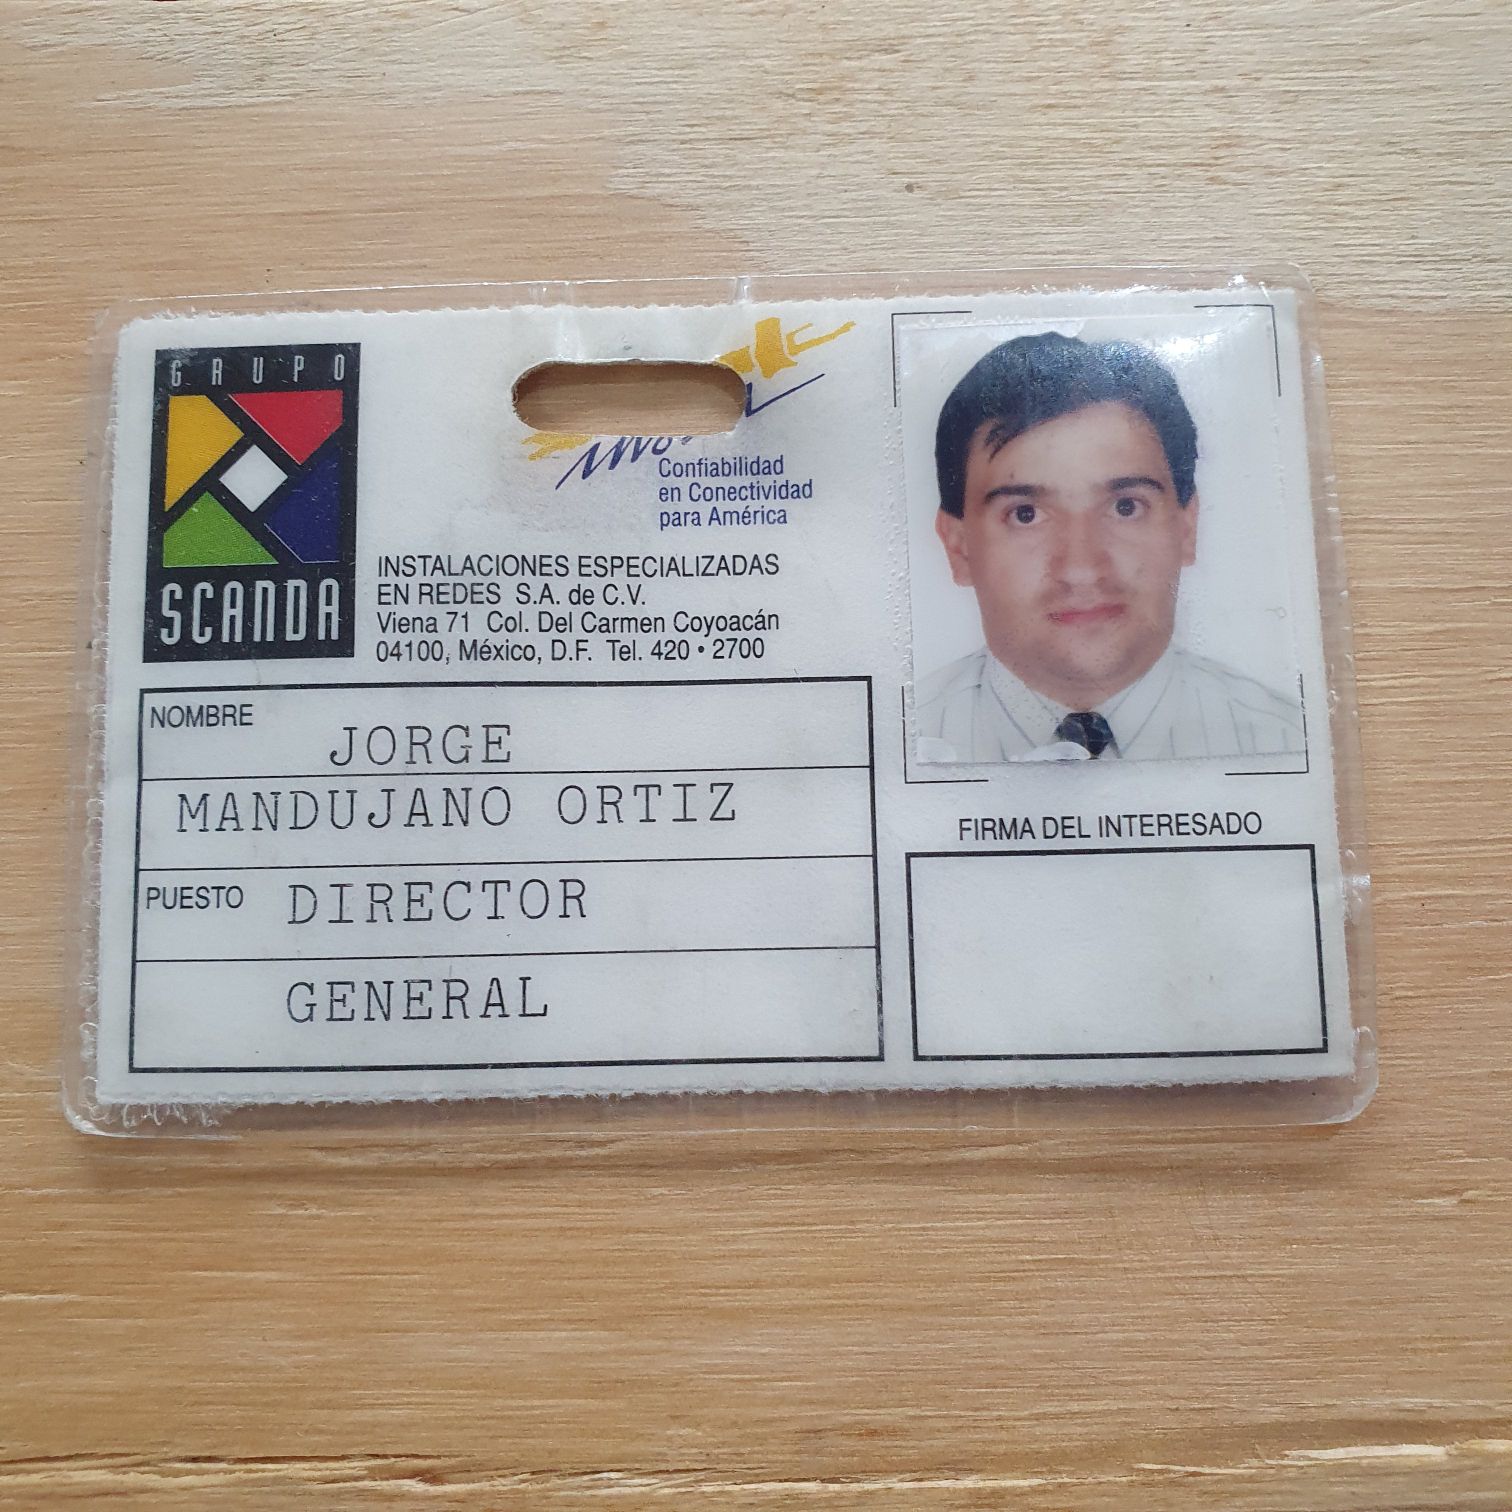 GRUPO
SCANDA
Confiabilidad
en Conectividad
para América
INSTALACIONES ESPECIALIZADAS
EN REDES S.A. de C.V.
Viena 71 Col. Del Carmen Coyoacán
04100, México, D.F. Tel. 420 • 2700
NOMBRE JORGE
MANDUJANO ORTIZ
PUESTO DIRECTOR
GENERAL
FIRMA DEL INTERESADO